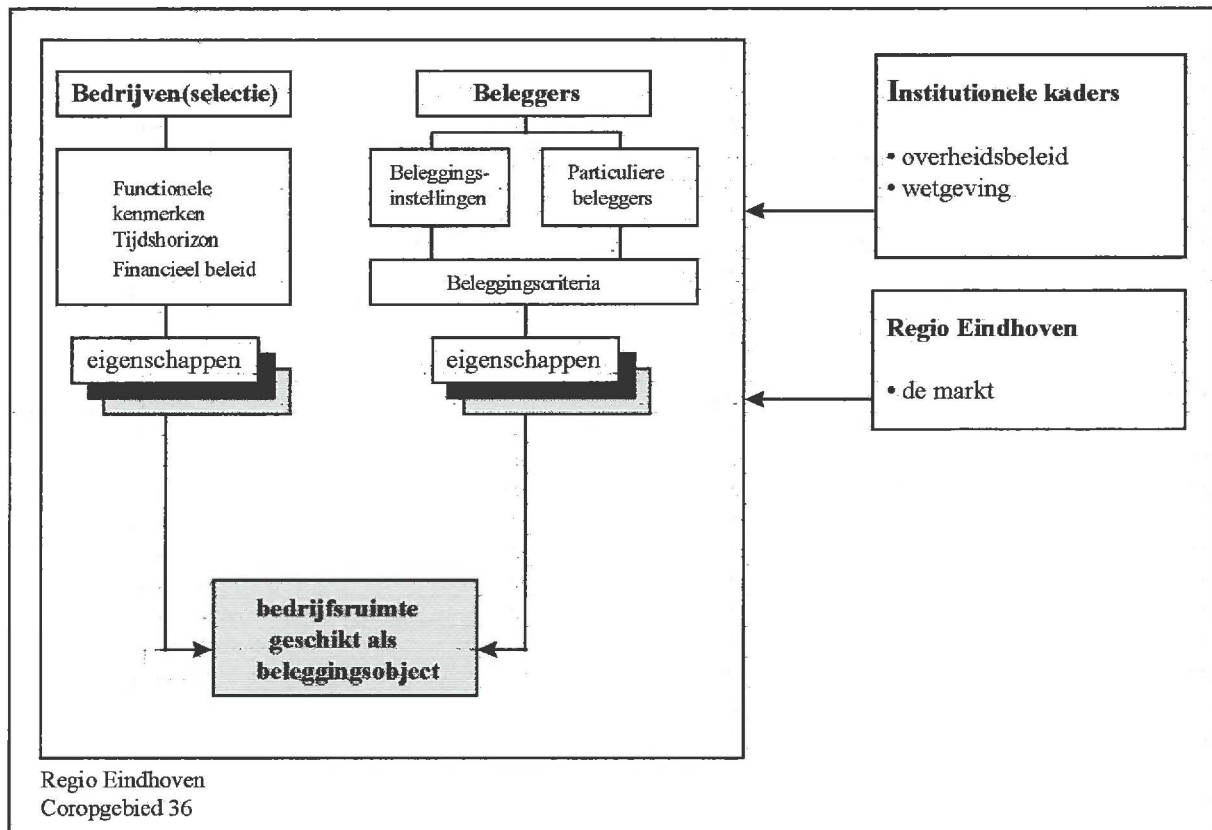 Bedrijven(selectie)
Functionele
kenmerken
Tijdshorizon
Financieel beleid
eigenschappen
Beleggers
Beleggings-
instellingen
Particuliere
beleggers
Beleggingscriteria
eigenschappen
bedrijfsruimte
geschikt als
beleggingsobject
Institutionele kaders
• overheidsbeleid
• wetgeving
Regio Eindhoven
• de markt
Regio Eindhoven
Coropgebied 36